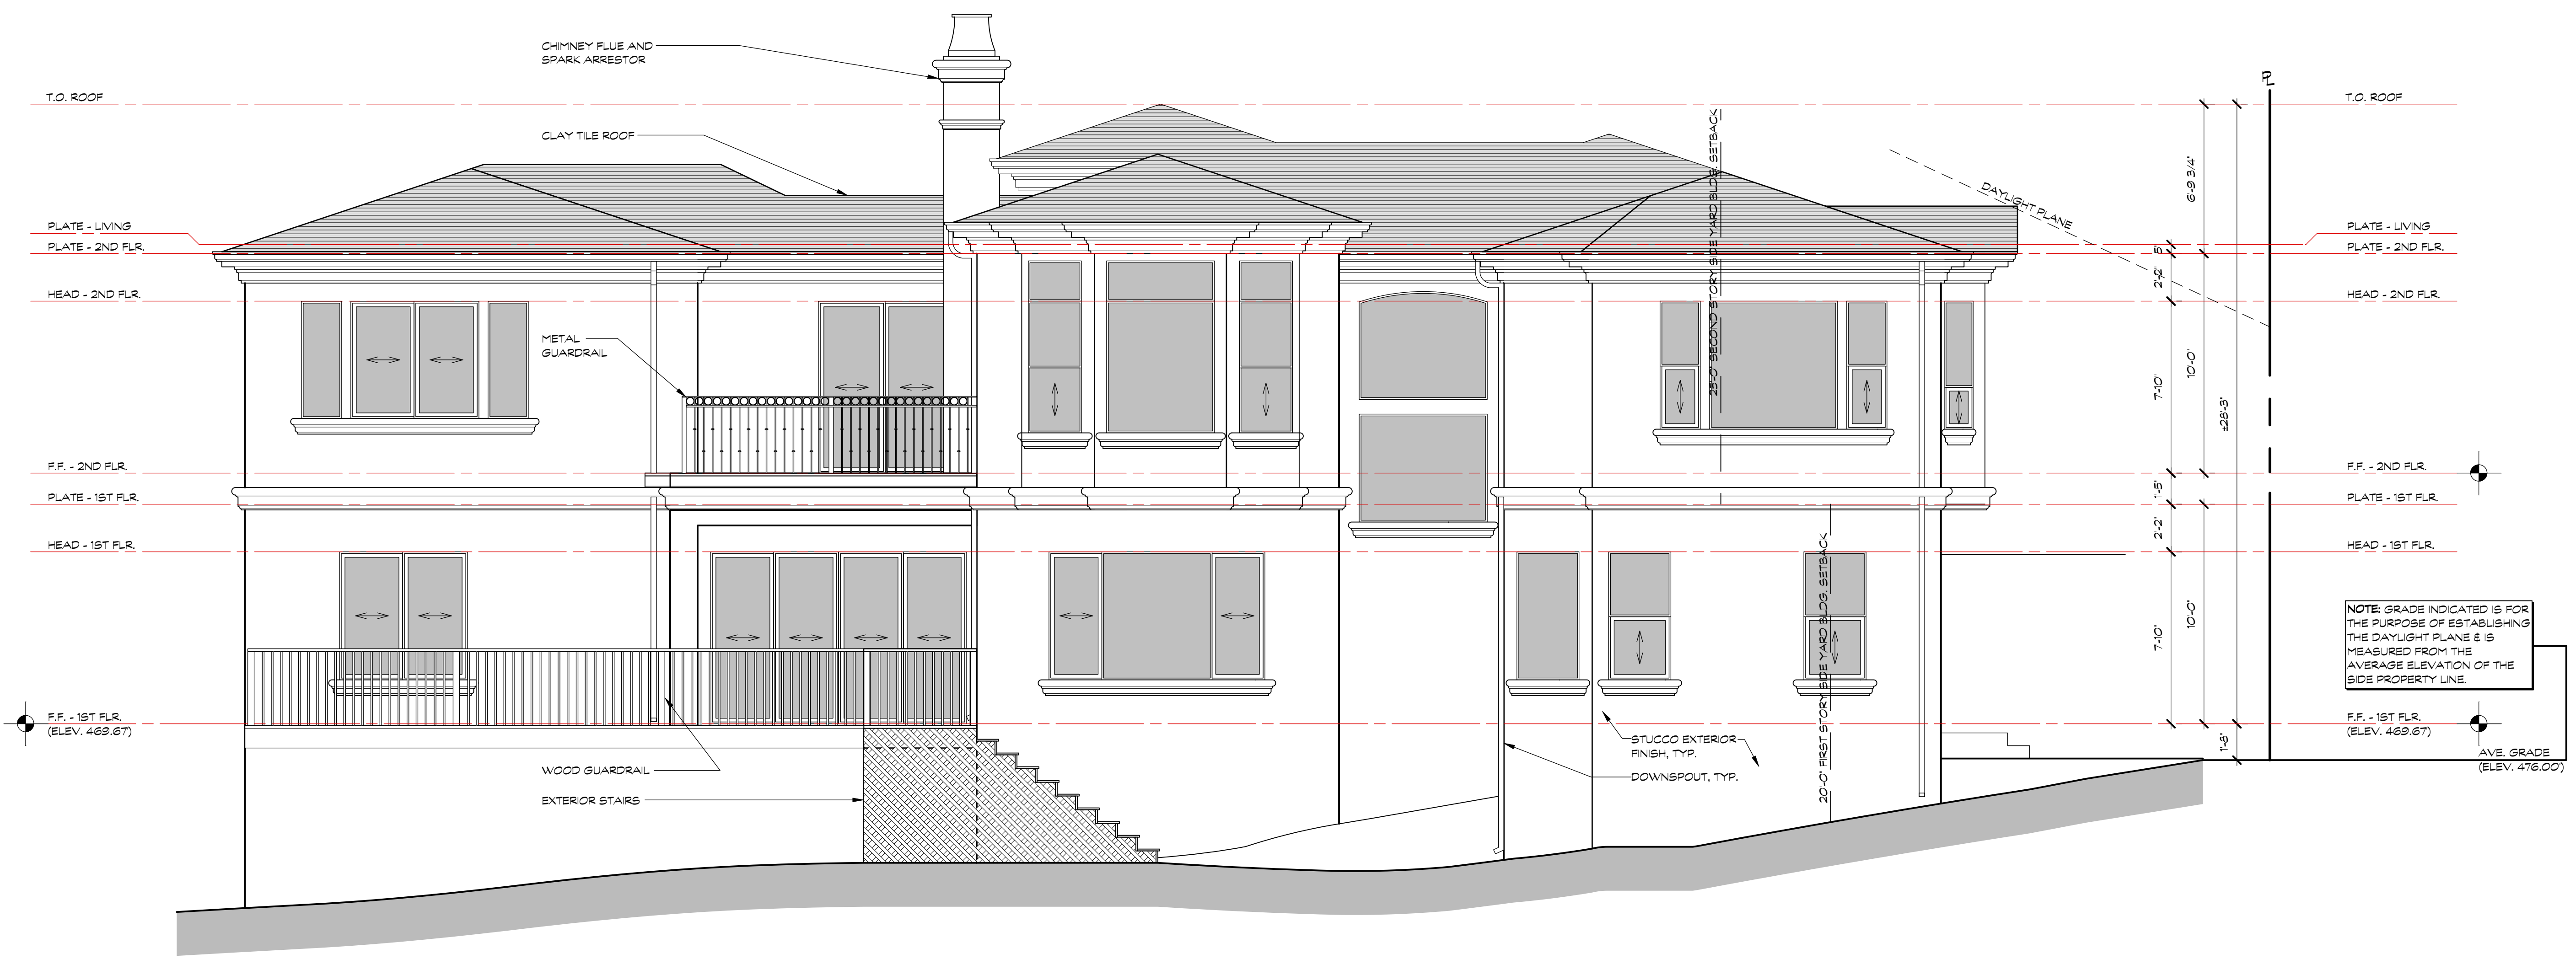 CHIMNEY FLUE AND
SPARK ARRESTOR
CLAY TILE ROOF
METAL
GUARDRAIL
WOOD GUARDRAIL
EXTERIOR STAIRS
STUCCO EXTERIOR
FINISH, TYP.
DOWNSPOUT, TYP.
T.O. ROOF
PLATE - LIVING
PLATE - 2ND FLR.
HEAD - 2ND FLR.
F.F. - 2ND FLR.
PLATE - 1ST FLR.
HEAD - 1ST FLR.
F.F. - 1ST FLR.
(ELEV. 469.67)
25'-0" SECOND STORY SIDE YARD BLDG. SETBACK
20'-0" FIRST STORY SIDE YARD BLDG. SETBACK
DAYLIGHT PLANE
5"
2'-2"
7'-10"
1'-5"
2'-2"
7'-10"
6'-9 3/4"
10'-0"
10'-0"
±28'-3"
1'-8"
PL
T.O. ROOF
PLATE - LIVING
PLATE - 2ND FLR.
HEAD - 2ND FLR.
F.F. - 2ND FLR.
PLATE - 1ST FLR.
HEAD - 1ST FLR.
NOTE: GRADE INDICATED IS FOR
THE PURPOSE OF ESTABLISHING
THE DAYLIGHT PLANE & IS
MEASURED FROM THE
AVERAGE ELEVATION OF THE
SIDE PROPERTY LINE.
F.F. - 1ST FLR.
(ELEV. 469.67)
AVE. GRADE
(ELEV. 476.00')